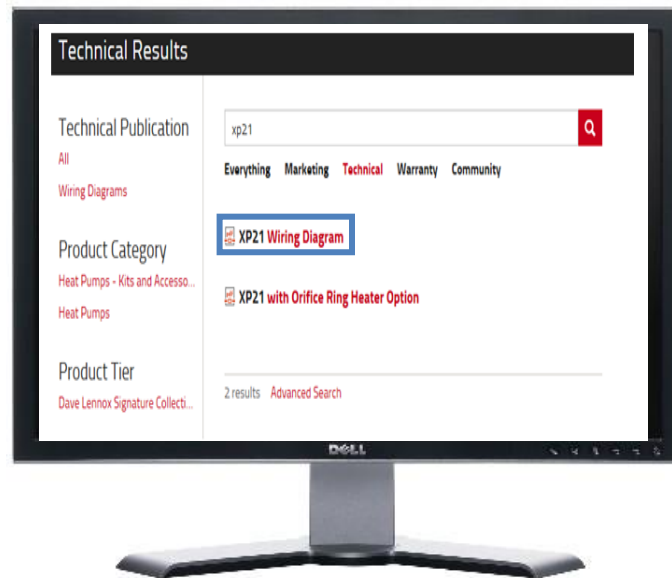 Technical Results
Technical Publication
All
Wiring Diagrams
Product Category
Heat Pumps - Kits and Accesso...
Heat Pumps
Product Tier
Dave Lennox Signature Collecti...
xp21
Everything Marketing Technical Warranty Community
XP21 Wiring Diagram
XP21 with Orifice Ring Heater Option
2 results Advanced Search
DELL